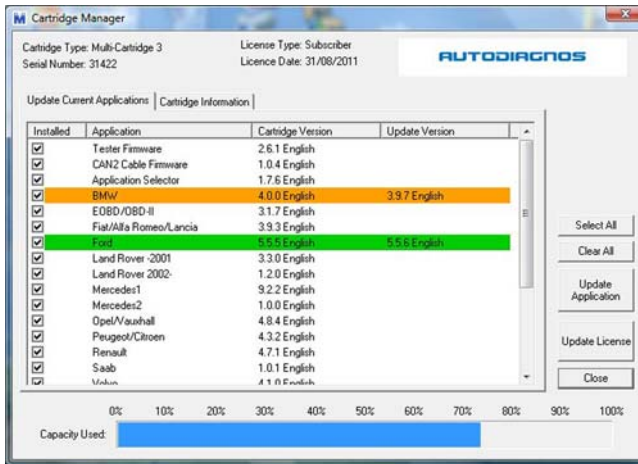 Cartridge Manager
Cartridge Type: Multi-Cartridge 3
Serial Number: 31422
License Type: Subscriber
Licence Date: 31/08/2011
AUTODIAGNOS
Update Current Applications Cartridge Information
Installed Application Cartridge Version Update Version
Tester Firmware 2.6.1 English
CAN2 Cable Firmware 1.0.4 English
Application Selector 1.7.6 English
BMW 4.0.0 English 3.9.7 English
EOBD/OBD-II 3.1.7 English
Fiat/Alfa Romeo/Lancia 3.9.3 English
Ford 5.5.5 English 5.5.6 English
Land Rover -2001 3.3.0 English
Land Rover 2002- 1.2.0 English
Mercedes1 9.2.2 English
Mercedes2 1.0.0 English
Opel/Vauxhall 4.8.4 English
Peugeot/Citroen 4.3.2 English
Renault 4.7.1 English
Saab 1.0.1 English
Volvo 4.1.0 English
Select All
Clear All
Update
Application
Update License
Close
0% 10% 20% 30% 40% 50% 60% 70% 80% 90% 100%
Capacity Used: